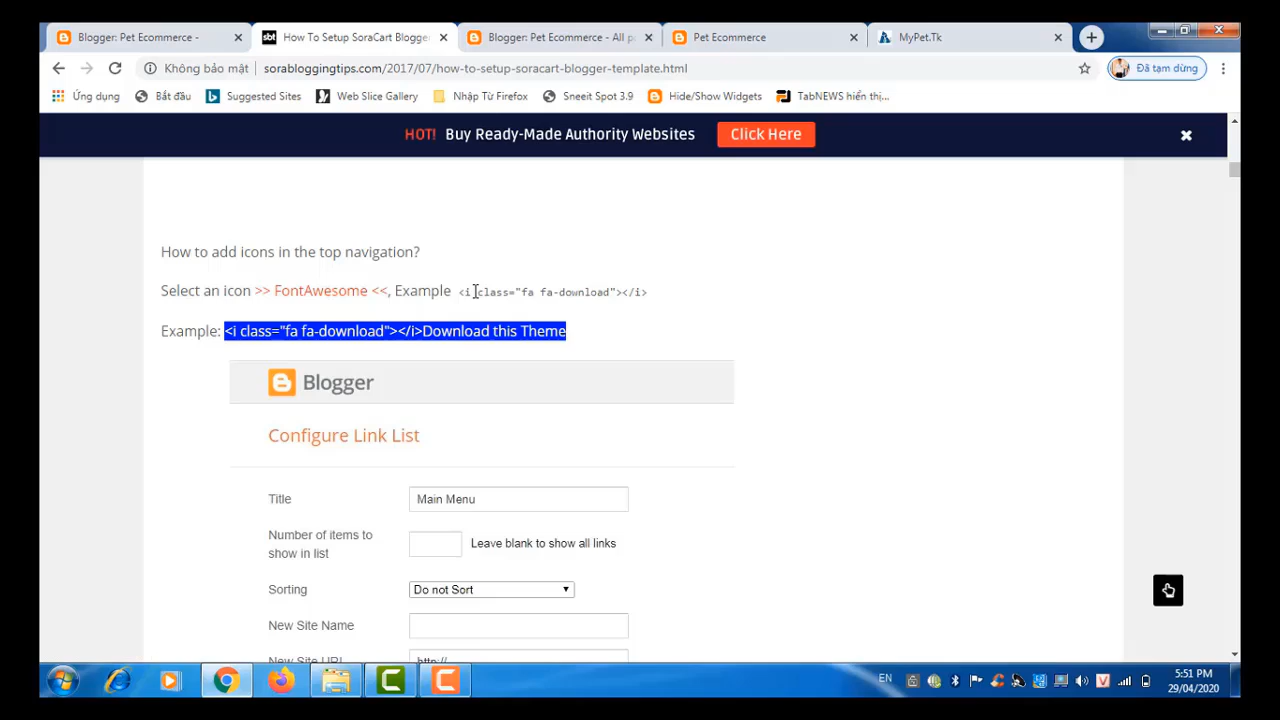 Blogger: Pet Ecommerce -
sbt How To Setup SoraCart Blogger
Blogger: Pet Ecommerce - All p
Pet Ecommerce
MyPet.Tk
Không bảo mật
sorabloggingtips.com/2017/07/how-to-setup-soracart-blogger-template.html
Đã tạm dừng
Ứng dụng
Bắt đầu
Suggested Sites
Web Slice Gallery
Nhập Từ Firefox
Sneeit Spot 3.9
Hide/Show Widgets
TabNEWS hiển thị...
HOT! Buy Ready-Made Authority Websites
Click Here
How to add icons in the top navigation?
Select an icon >> FontAwesome <<, Example <i class="fa fa-download"></i>
Example: <i class="fa fa-download"></i>Download this Theme
Blogger
Configure Link List
Title
Main Menu
Number of items to
show in list
Leave blank to show all links
Sorting
Do not Sort
New Site Name
New Site URL
http://
EN
5:51 PM
29/04/2020